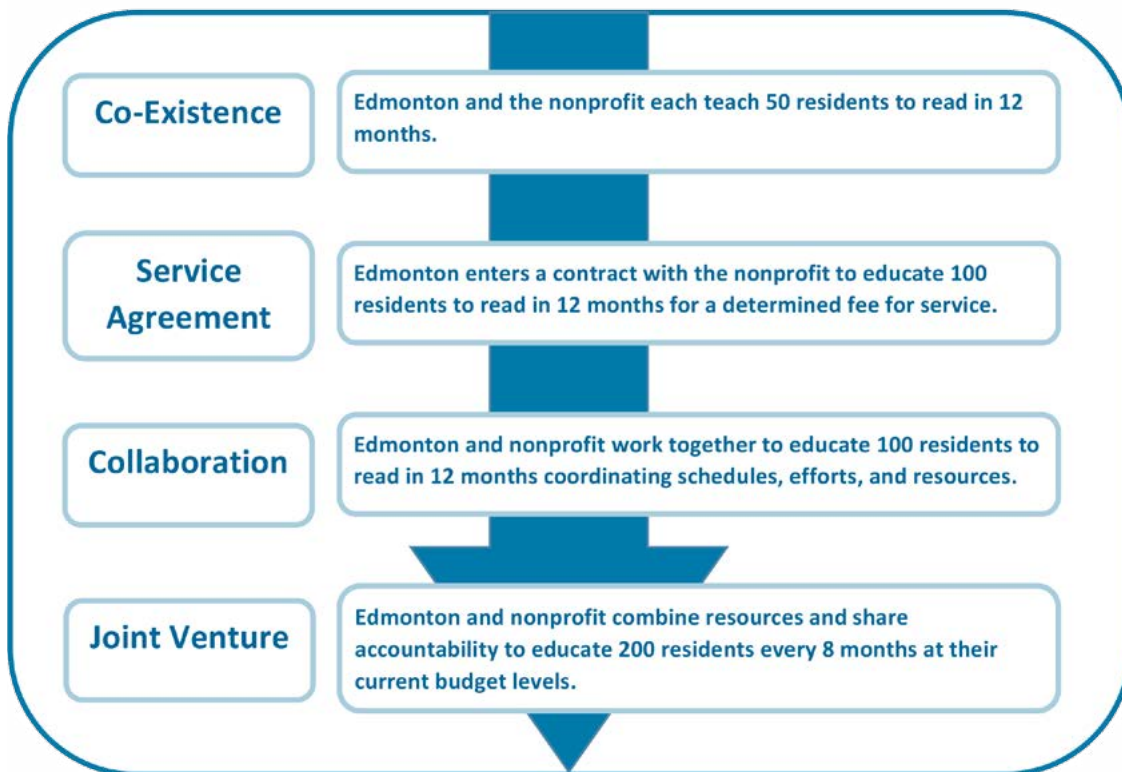 Co-Existence
Edmonton and the nonprofit each teach 50 residents to read in 12
months.
Service
Agreement
Edmonton enters a contract with the nonprofit to educate 100
residents to read in 12 months for a determined fee for service.
Collaboration
Edmonton and nonprofit work together to educate 100 residents to
read in 12 months coordinating schedules, efforts, and resources.
Joint Venture
Edmonton and nonprofit combine resources and share
accountability to educate 200 residents every 8 months at their
current budget levels.